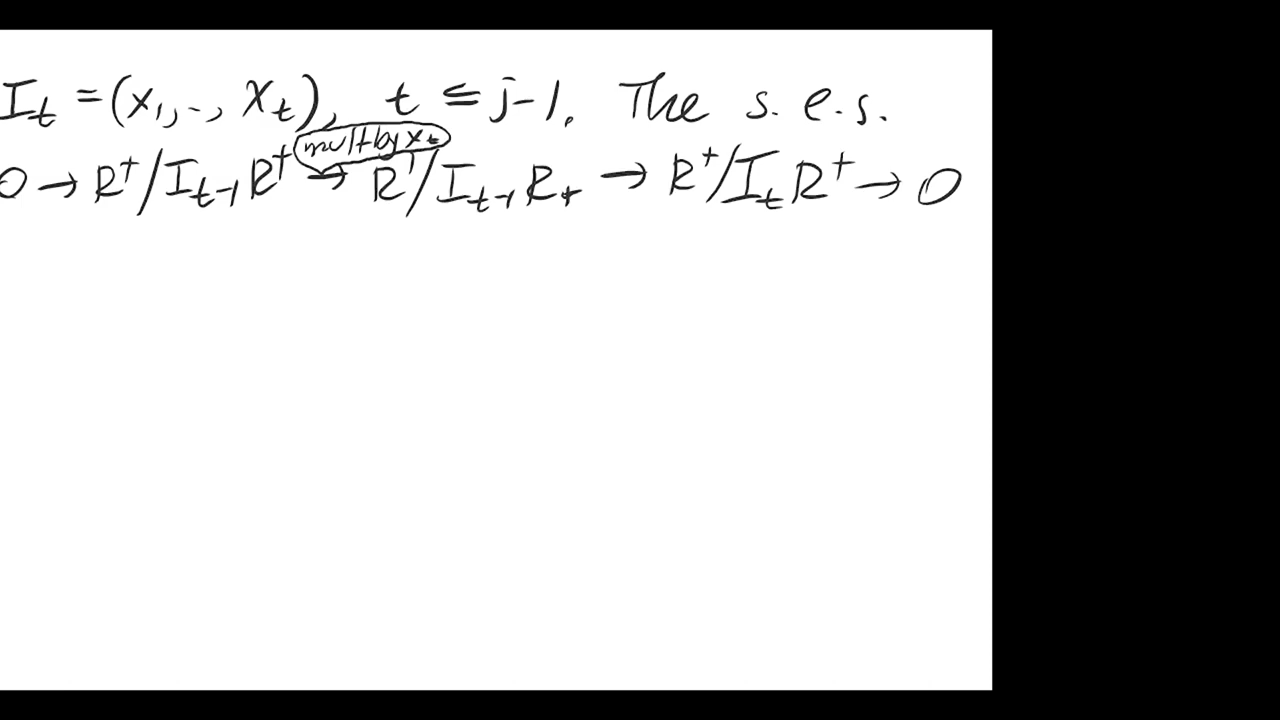 I_t = (x_1, .., x_t), t ≤ j-1. The s.e.s.
0 → R^+/I_{t-1}R^+ →^{mult by x_t} R^+/I_{t-1}R_+ → R^+/I_tR^+ → 0